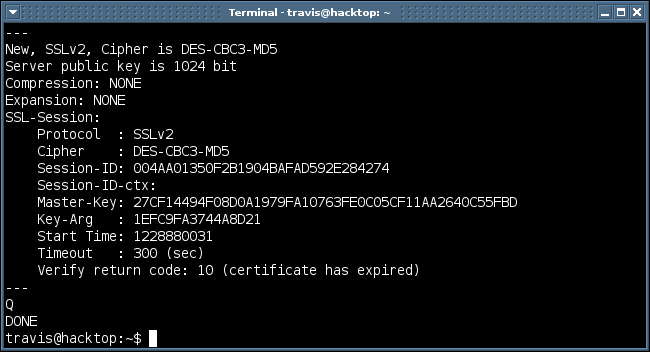 Terminal - travis@hacktop: ~
---
New, SSLv2, Cipher is DES-CBC3-MD5
Server public key is 1024 bit
Compression: NONE
Expansion: NONE
SSL-Session:
    Protocol  : SSLv2
    Cipher    : DES-CBC3-MD5
    Session-ID: 004AA01350F2B1904BAFAD592E284274
    Session-ID-ctx:
    Master-Key: 27CF14494F08D0A1979FA10763FE0C05CF11AA2640C55FBD
    Key-Arg   : 1EFC9FA3744A8D21
    Start Time: 1228880031
    Timeout   : 300 (sec)
    Verify return code: 10 (certificate has expired)
---
Q
DONE
travis@hacktop:~$